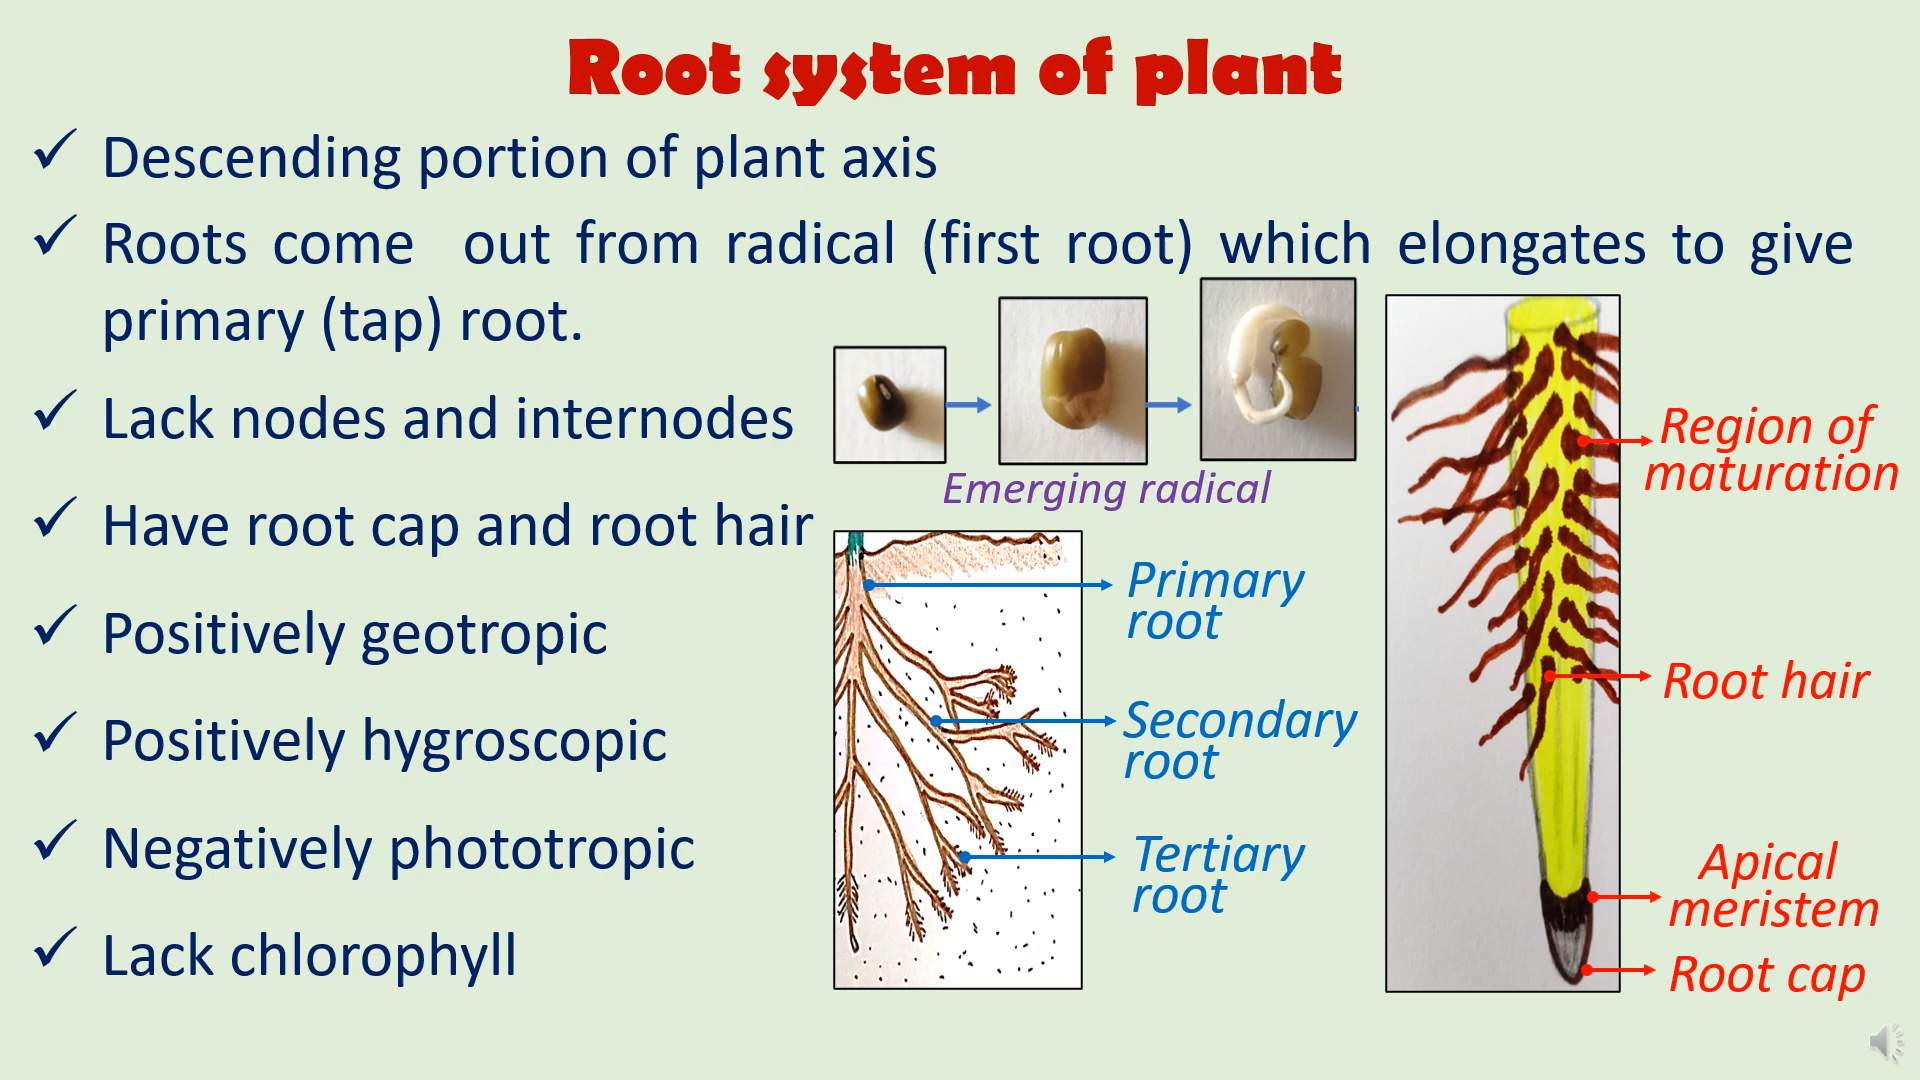 Root system of plant
✓ Descending portion of plant axis
✓ Roots come out from radical (first root) which elongates to give
primary (tap) root.
✓ Lack nodes and internodes
✓ Have root cap and root hair
✓ Positively geotropic
✓ Positively hygroscopic
✓ Negatively phototropic
✓ Lack chlorophyll
Emerging radical
Primary
root
Secondary
root
Tertiary
root
Region of
maturation
Root hair
Apical
meristem
Root cap